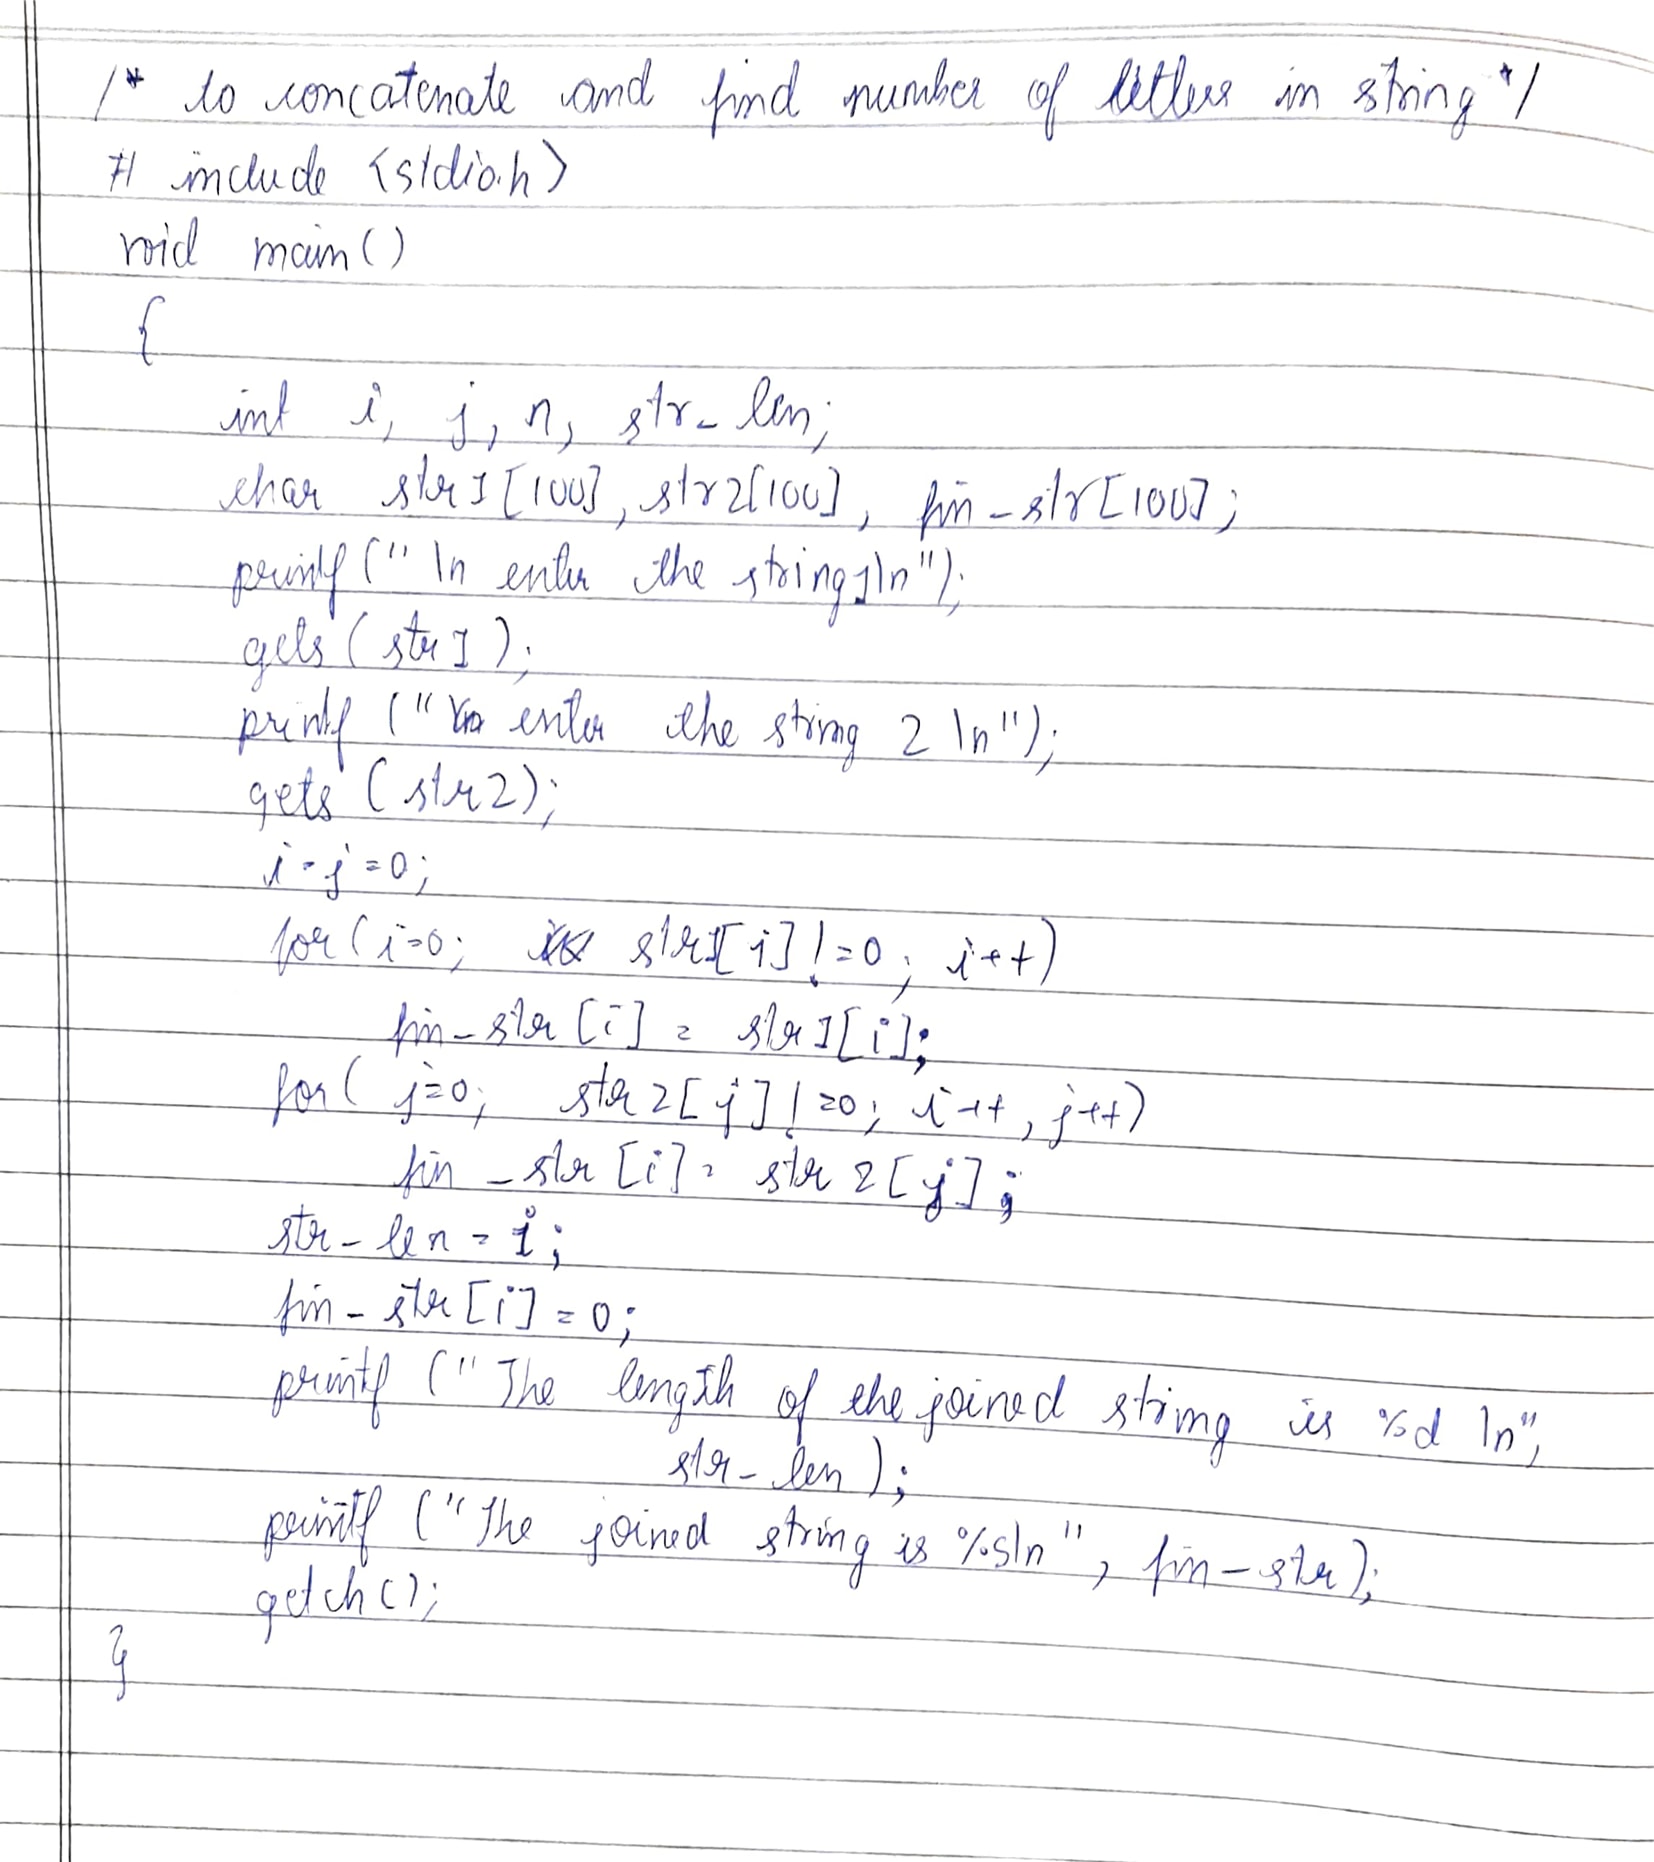 /* to concatenate and find number of letters in string */
# include <stdio.h>
void main()
{
int i, j, n, str_len;
char str1[100], str2[100], fin_str[100];
printf("\n enter the string1\n");
gets(str1);
printf("\n enter the string 2 \n");
gets(str2);
i=j=0;
for(i=0; str1[i]!=0; i++)
fin_str[i] = str1[i];
for( j=0; str2[j]!=0; i++, j++)
fin_str[i] = str2[j];
str_len = i;
fin_str[i]=0;
printf("The length of the joined string is %d \n",
str_len);
printf("The joined string is %s\n", fin_str);
getch();
}